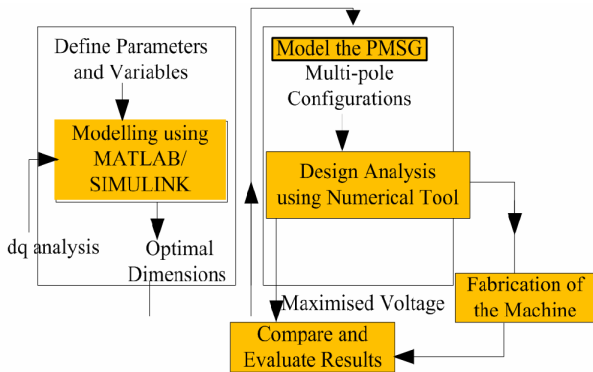 Define Parameters
and Variables
Modelling using
MATLAB/
SIMULINK
dq analysis
Optimal
Dimensions
Model the PMSG
Multi-pole
Configurations
Design Analysis
using Numerical Tool
Fabrication of
the Machine
Maximised Voltage
Compare and
Evaluate Results